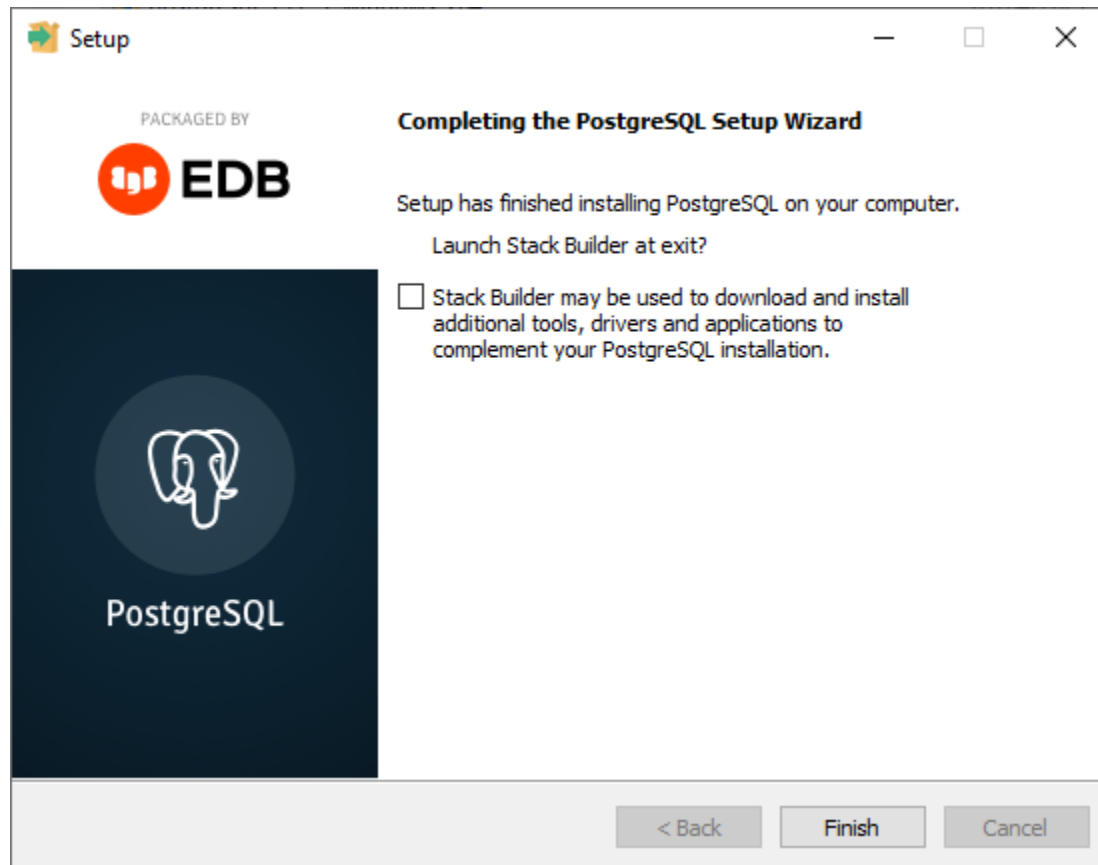 Setup
PACKAGED BY
EDB
Completing the PostgreSQL Setup Wizard
Setup has finished installing PostgreSQL on your computer.
Launch Stack Builder at exit?
Stack Builder may be used to download and install
additional tools, drivers and applications to
complement your PostgreSQL installation.
PostgreSQL
< Back
Finish
Cancel